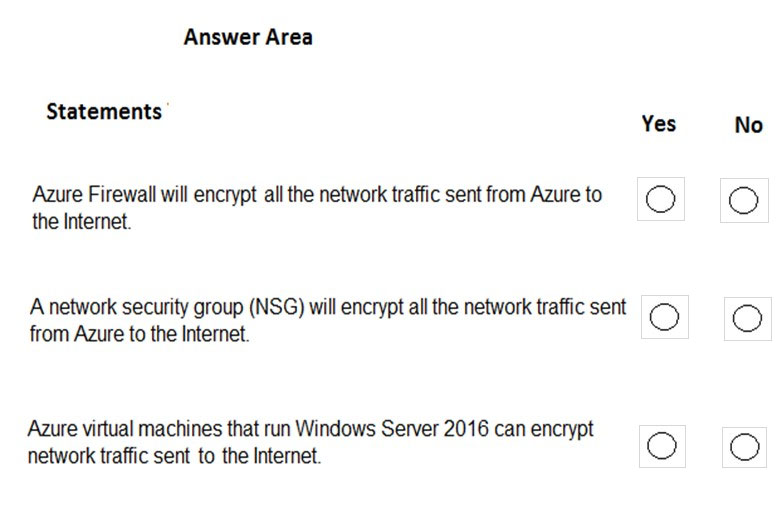 Answer Area
Statements
Yes No
Azure Firewall will encrypt all the network traffic sent from Azure to
the Internet.
A network security group (NSG) will encrypt all the network traffic sent
from Azure to the Internet.
Azure virtual machines that run Windows Server 2016 can encrypt
network traffic sent to the Internet.